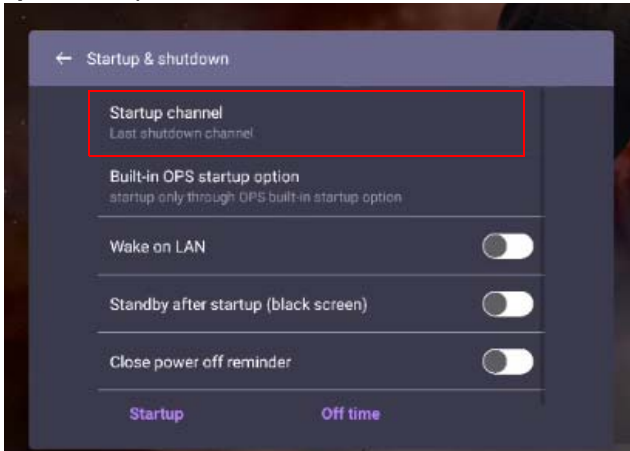 ← Startup & shutdown
Startup channel
Last shutdown channel
Built-in OPS startup option
startup only through OPS built-in startup option
Wake on LAN
Standby after startup (black screen)
Close power off reminder
Startup Off time